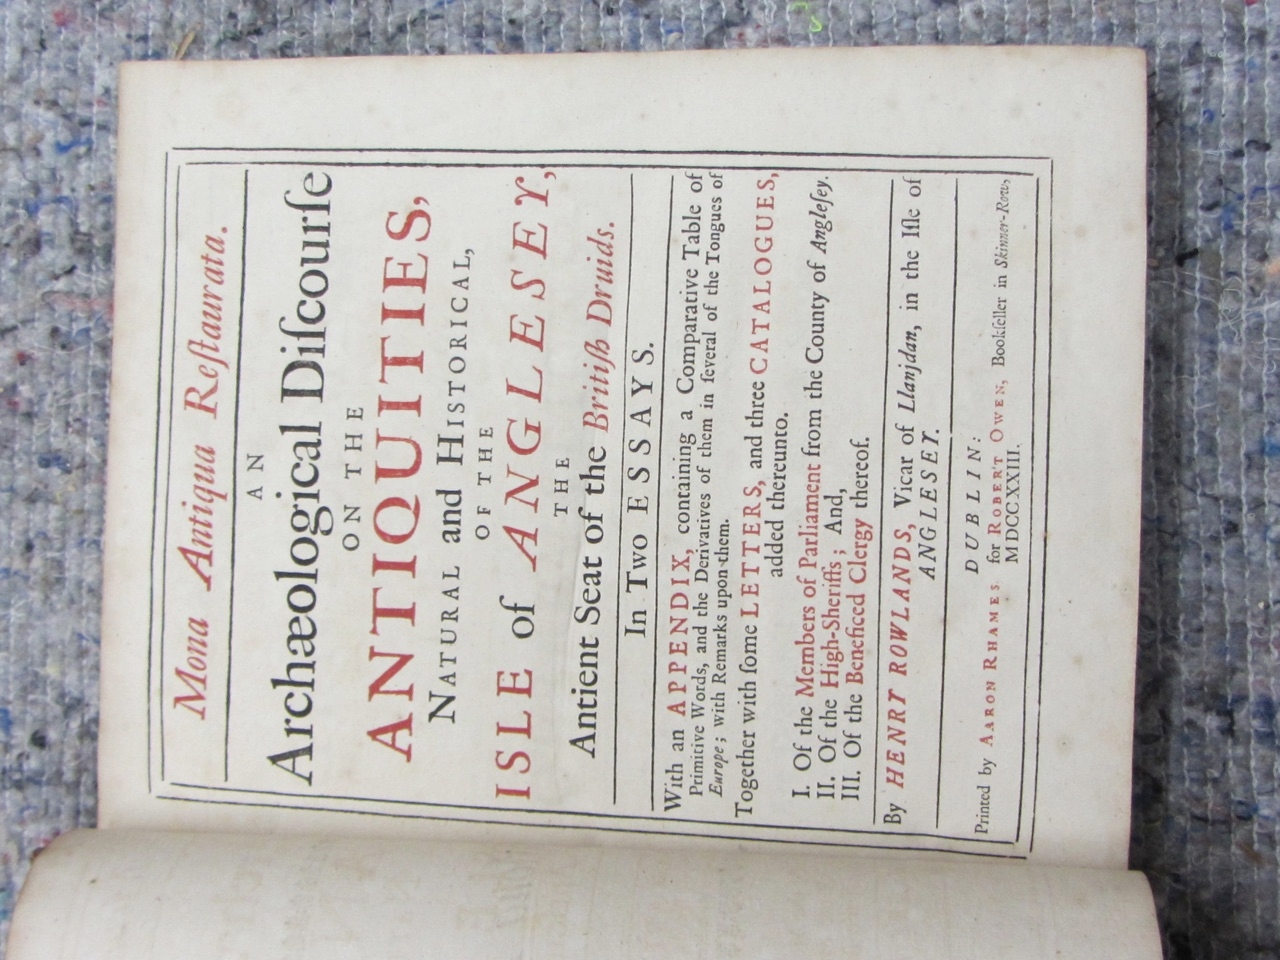 Mona Antiqua Reſtaurata.
AN
Archæological Diſcourſe
ON THE
ANTIQUITIES,
NATURAL and HISTORICAL,
OF THE
ISLE of ANGLESEY,
THE
Antient Seat of the Britiſh Druids.
In Two ESSAYS.
With an APPENDIX, containing a Comparative Table of
Primitive Words, and the Derivatives of them in ſeveral of the Tongues of
Europe; with Remarks upon them.
Together with ſome LETTERS, and three CATALOGUES,
added thereunto.
I. Of the Members of Parliament from the County of Angleſey.
II. Of the High-Sheriffs; And,
III. Of the Beneficed Clergy thereof.
By HENRY ROWLANDS, Vicar of Llanidan, in the Iſle of
ANGLESEY.
DUBLIN:
Printed by AARON RHAMES, for ROBERT OWEN, Bookſeller in Skinner-Row,
MDCCXXIII.